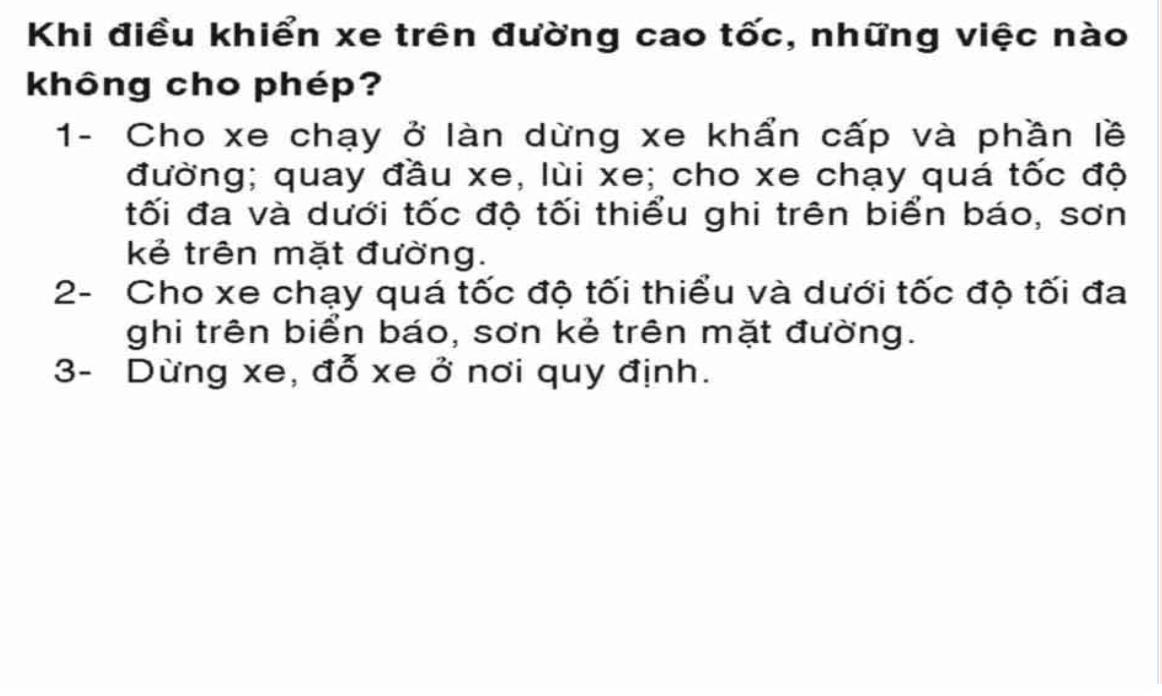 Khi điều khiển xe trên đường cao tốc, những việc nào
không cho phép?
1- Cho xe chạy ở làn dừng xe khẩn cấp và phần lề
đường; quay đầu xe, lùi xe; cho xe chạy quá tốc độ
tối đa và dưới tốc độ tối thiểu ghi trên biển báo, sơn
kẻ trên mặt đường.
2- Cho xe chạy quá tốc độ tối thiểu và dưới tốc độ tối đa
ghi trên biển báo, sơn kẻ trên mặt đường.
3- Dừng xe, đỗ xe ở nơi quy định.